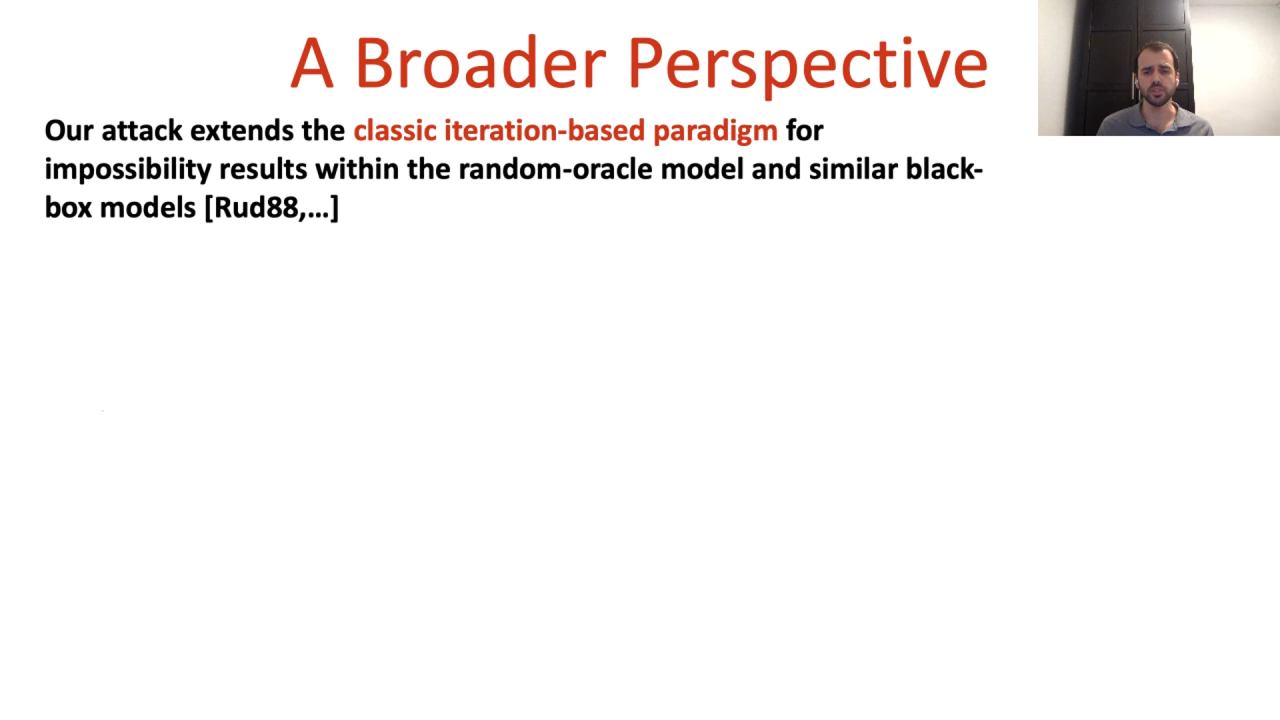 A Broader Perspective
Our attack extends the classic iteration-based paradigm for
impossibility results within the random-oracle model and similar black-
box models [Rud88,...]